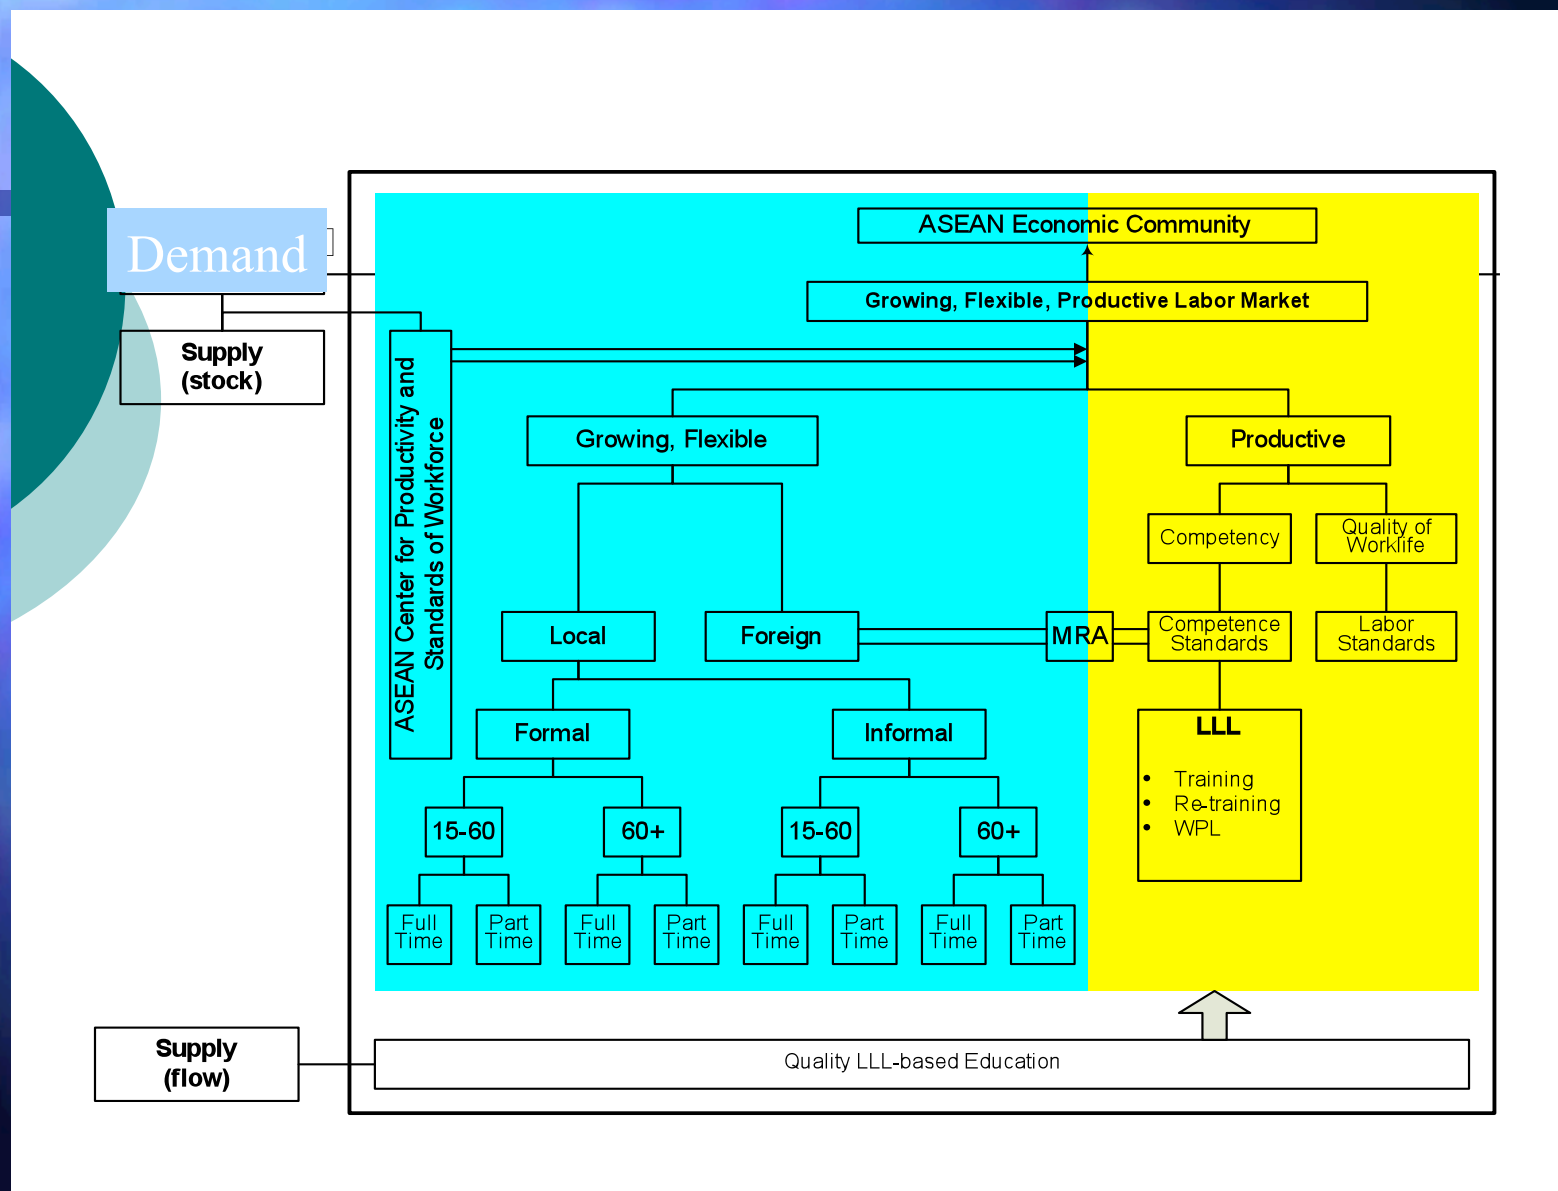 Demand
ASEAN Economic Community
Growing, Flexible, Productive Labor Market
Supply
(stock)
ASEAN Center for Productivity and
Standards of Workforce
Growing, Flexible
Productive
Competency
Quality of
Worklife
Local
Foreign
MRA
Competence
Standards
Labor
Standards
Formal
Informal
LLL
• Training
• Re-training
• WPL
15-60
60+
15-60
60+
Full
Time
Part
Time
Full
Time
Part
Time
Full
Time
Part
Time
Full
Time
Part
Time
Supply
(flow)
Quality LLL-based Education